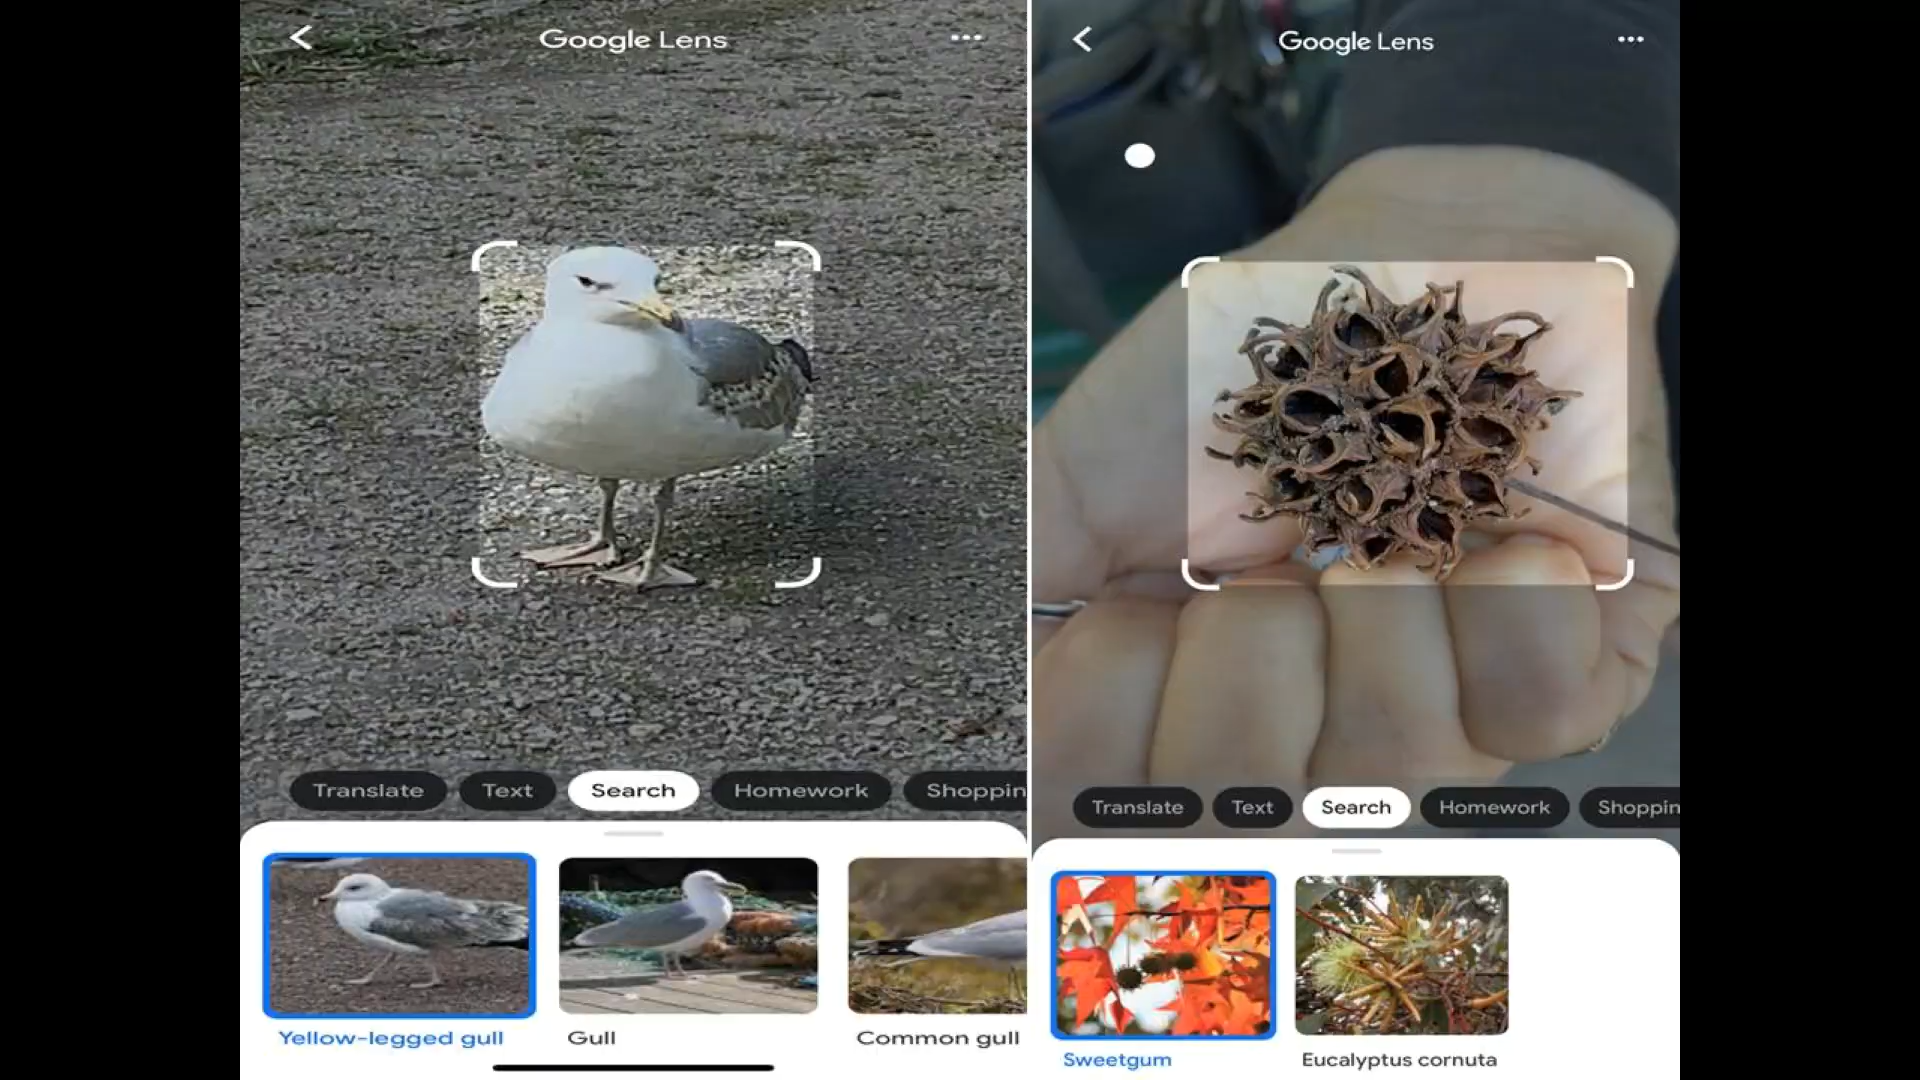 Google Lens
Translate Text Search Homework Shoppin
Yellow-legged gull Gull Common gull
Google Lens
Translate Text Search Homework Shoppin
Sweetgum Eucalyptus cornuta